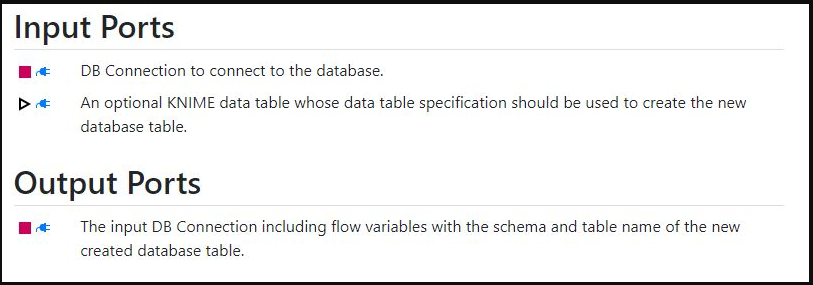 Input Ports
DB Connection to connect to the database.
An optional KNIME data table whose data table specification should be used to create the new
database table.
Output Ports
The input DB Connection including flow variables with the schema and table name of the new
created database table.